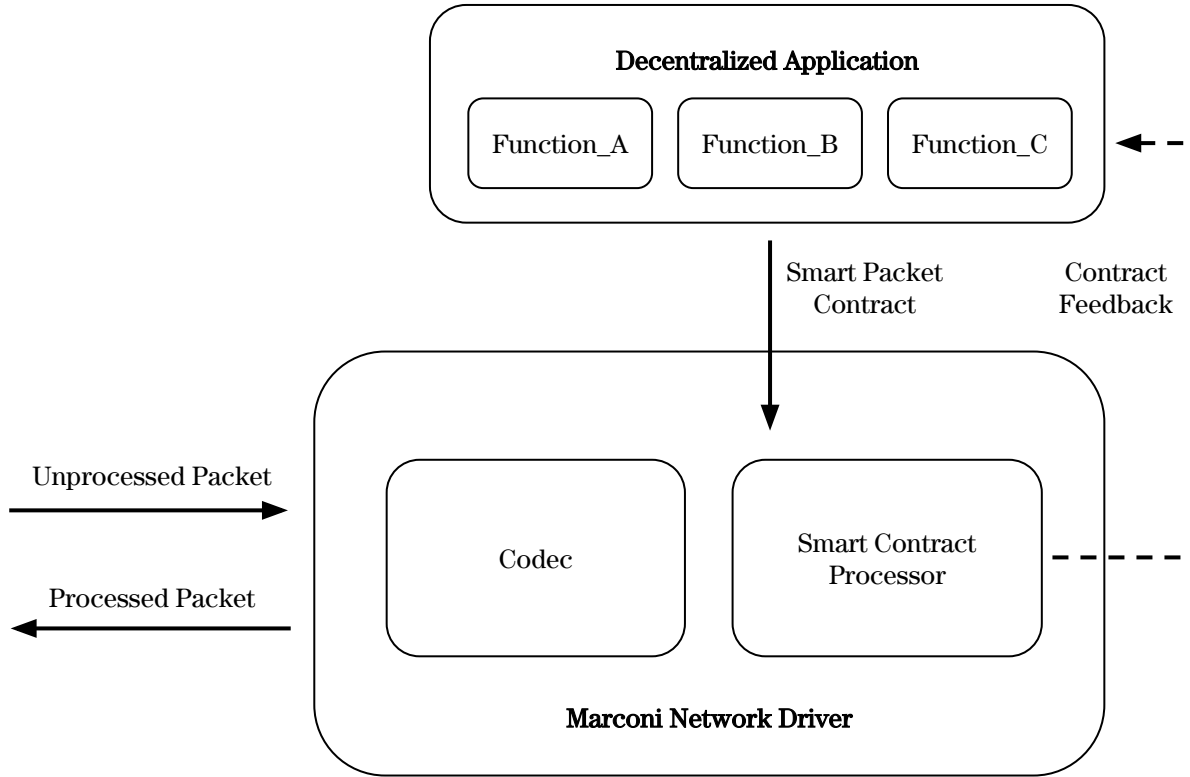 Decentralized Application
Function_A
Function_B
Function_C
Smart Packet
Contract
Contract
Feedback
Unprocessed Packet
Processed Packet
Codec
Smart Contract
Processor
Marconi Network Driver